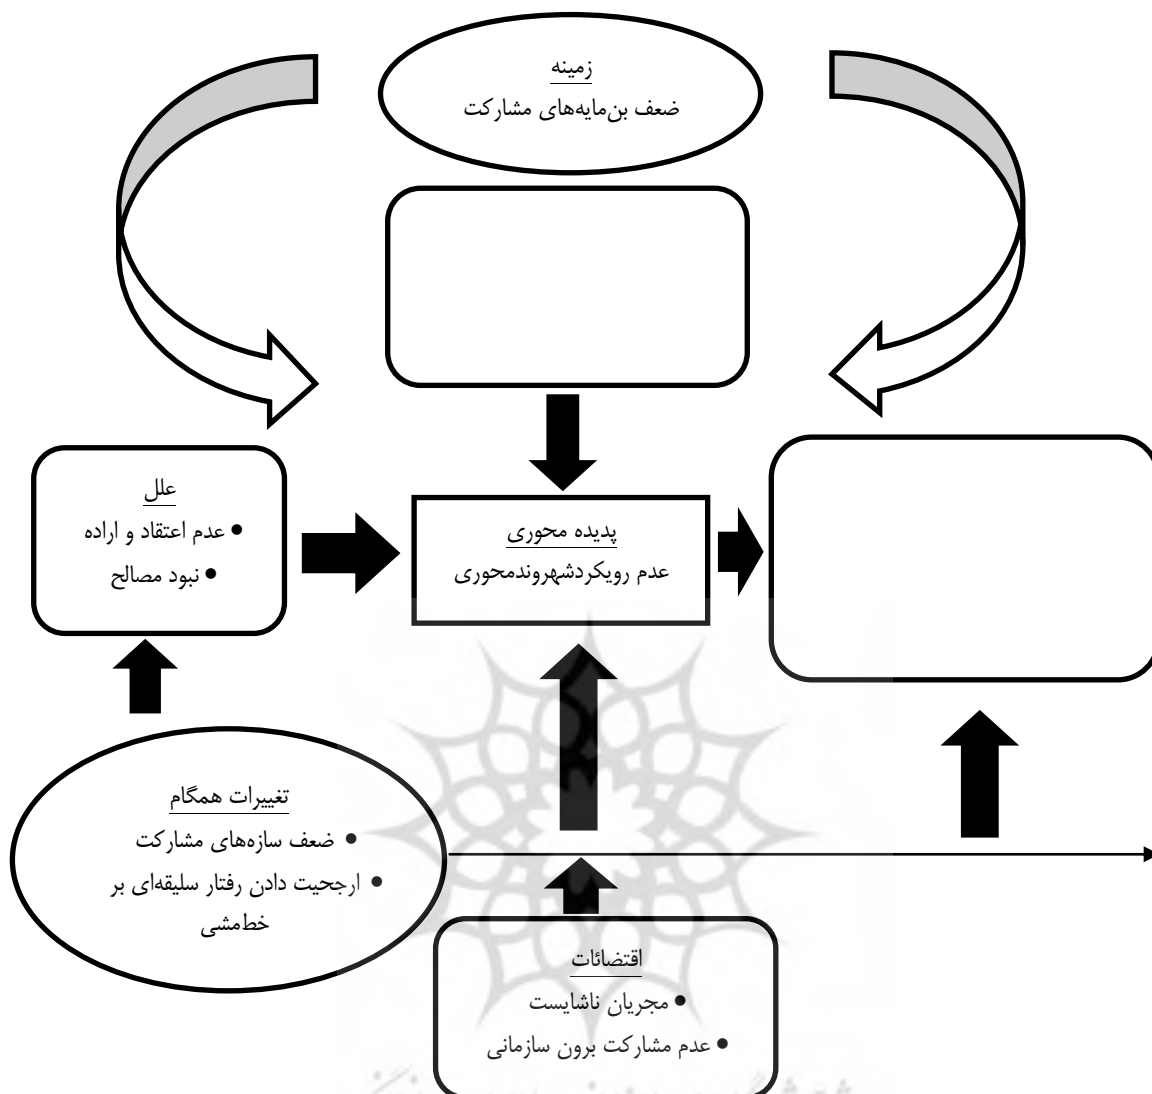 زمینه
ضعف بن‌مایه‌های مشارکت
علل
● عدم اعتقاد و اراده
● نبود مصالح
پدیده محوری
عدم رویکردشهروندمحوری
تغییرات همگام
● ضعف سازه‌های مشارکت
● ارجحیت دادن رفتار سلیقه‌ای بر
خط‌مشی
اقتضائات
● مجریان ناشایست
● عدم مشارکت برون سازمانی